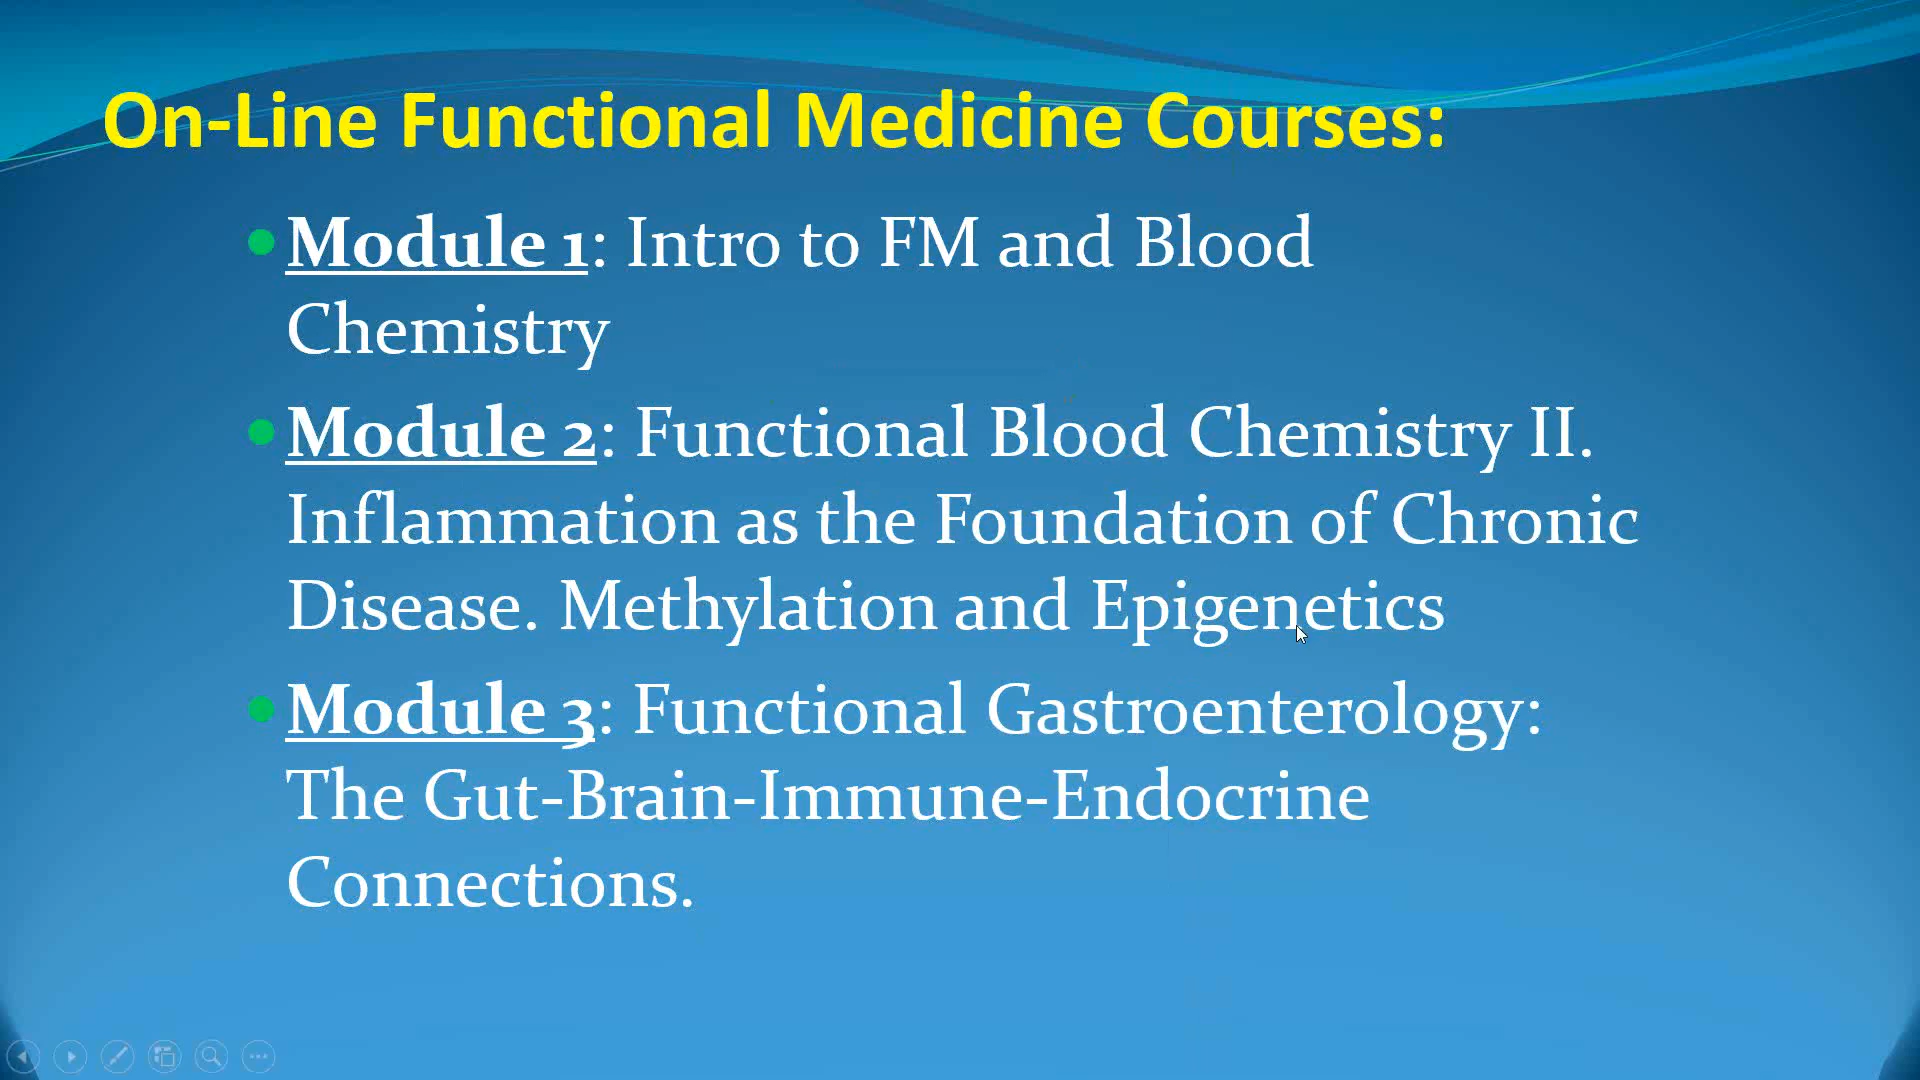 On-Line Functional Medicine Courses:
Module 1: Intro to FM and Blood
Chemistry
Module 2: Functional Blood Chemistry II.
Inflammation as the Foundation of Chronic
Disease. Methylation and Epigenetics
Module 3: Functional Gastroenterology:
The Gut-Brain-Immune-Endocrine
Connections.